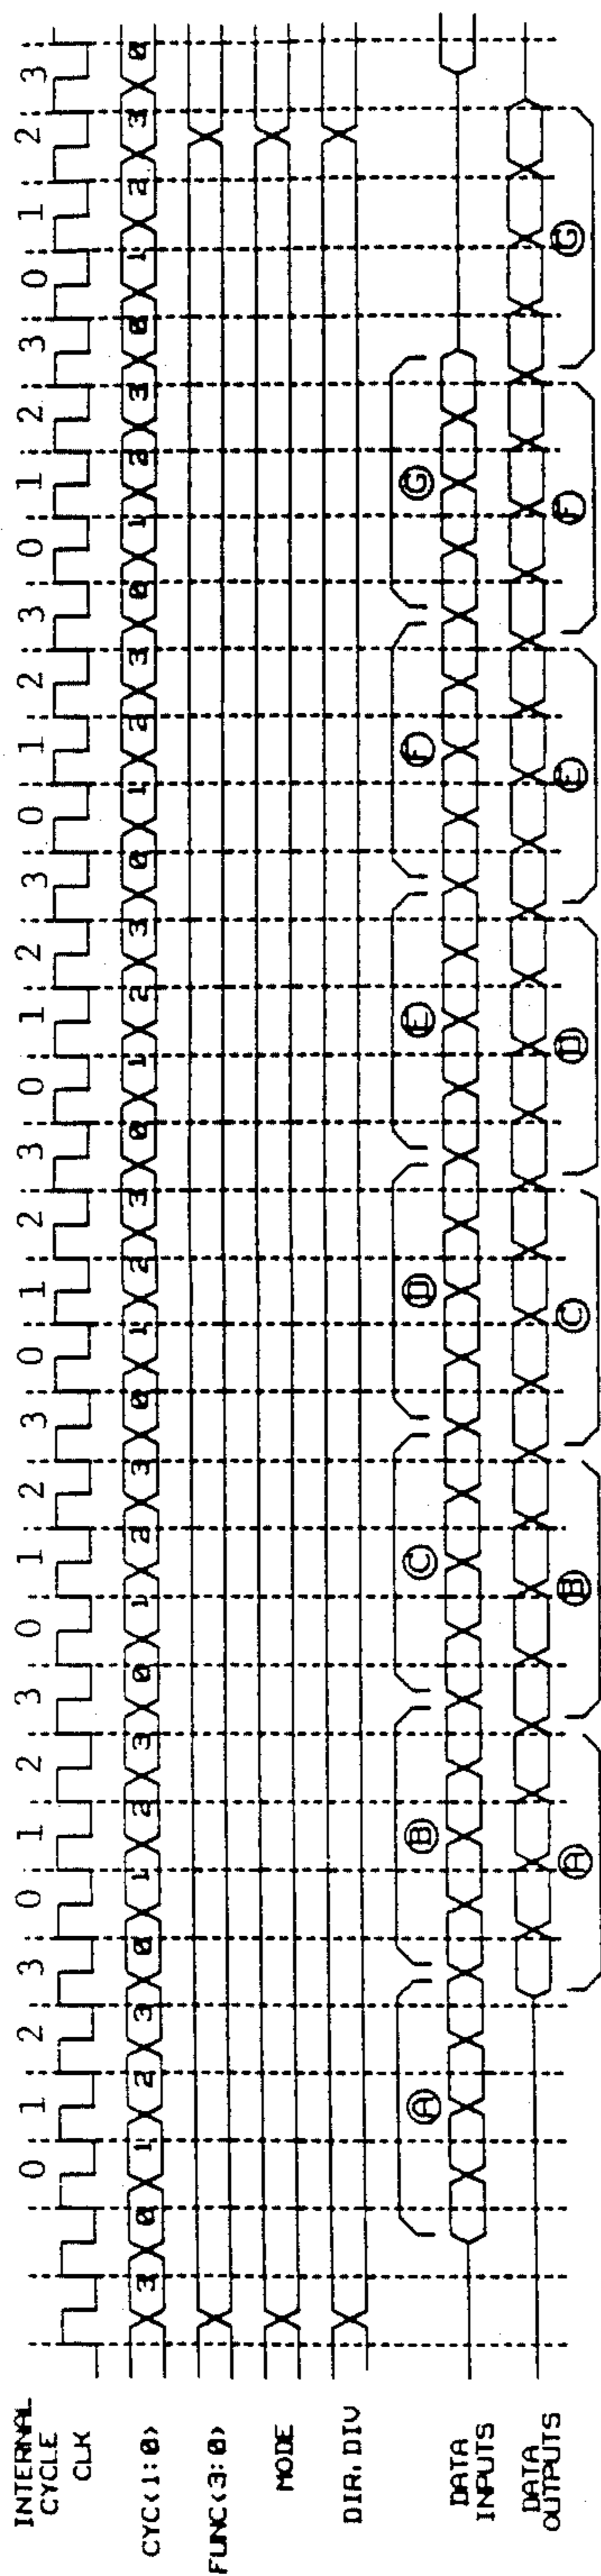 INTERNAL
CYCLE 0 1 2 3 0 1 2 3 0 1 2 3 0 1 2 3 0 1 2 3 0 1 2 3 0 1 2 3 0 1 2 3
CLK
CYC<1:0> 3 0 1 2 3 0 1 2 3 0 1 2 3 0 1 2 3 0 1 2 3 0 1 2 3 0 1 2 3 0 1 2 3 0
FUNC<3:0>
MODE
DIR,DIV
A B C D E F G
DATA
INPUTS
DATA
OUTPUTS
A B C D E F G